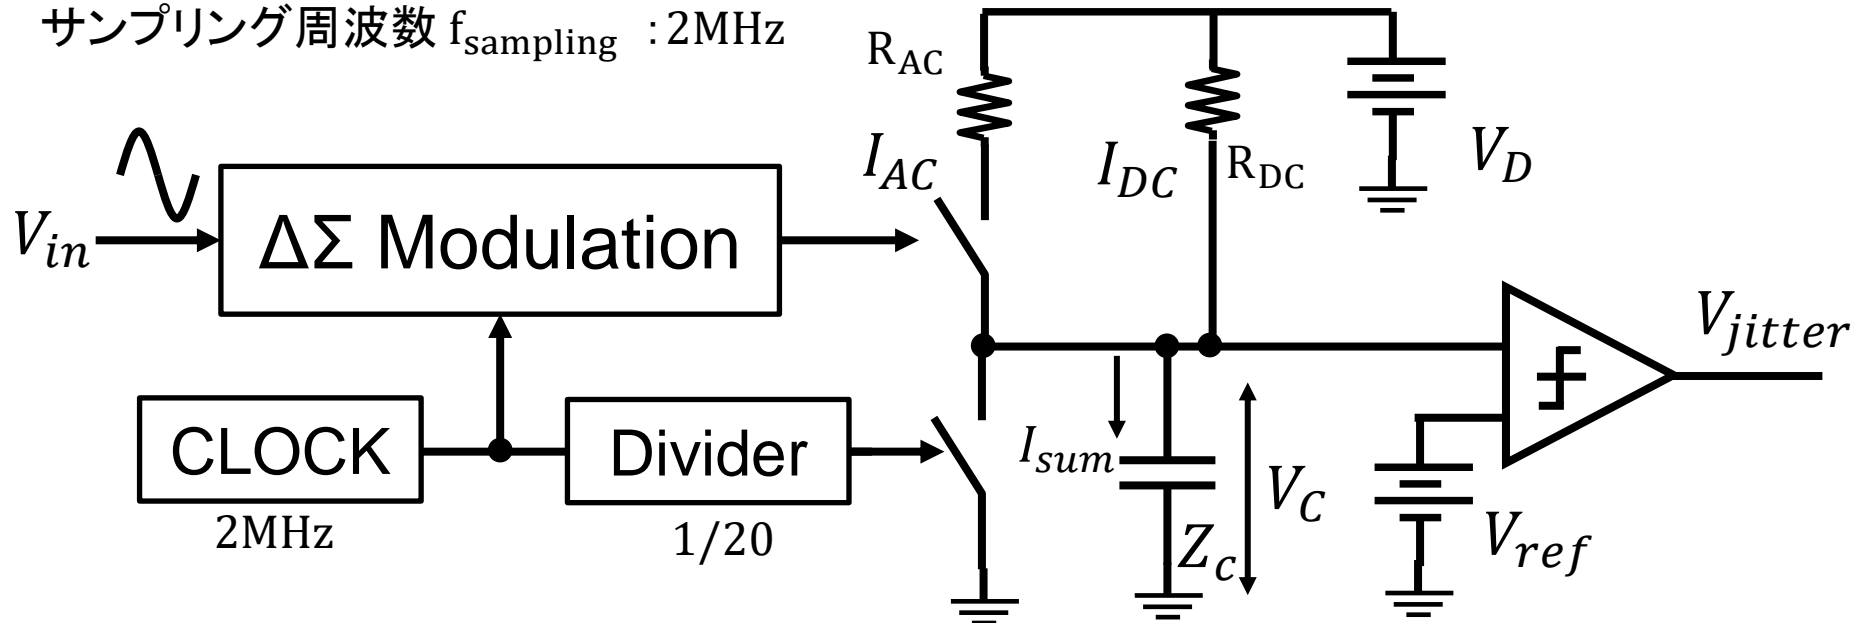 サンプリング周波数 f_sampling : 2MHz
R_AC
I_AC
I_DC
R_DC
V_D
V_in
ΔΣ Modulation
V_jitter
CLOCK
2MHz
Divider
1/20
I_sum
V_C
Z_c
V_ref